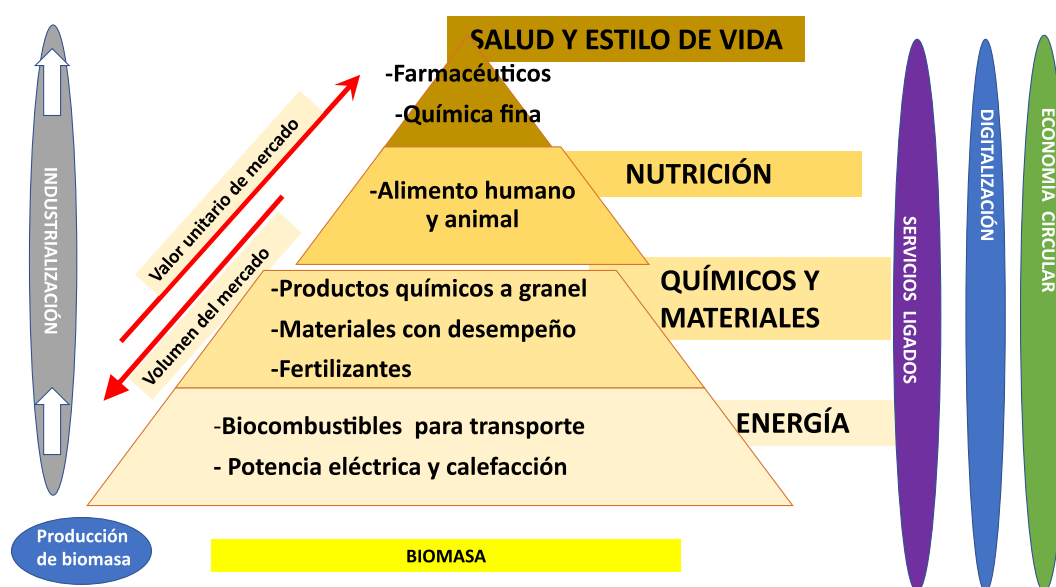 SALUD Y ESTILO DE VIDA
-Farmacéuticos
-Química fina
NUTRICIÓN
-Alimento humano
y animal
QUÍMICOS Y
MATERIALES
-Productos químicos a granel
-Materiales con desempeño
-Fertilizantes
ENERGÍA
-Biocombustibles para transporte
- Potencia eléctrica y calefacción
BIOMASA
Producción
de biomasa
INDUSTRIALIZACIÓN
Valor unitario de mercado
Volumen del mercado
SERVICIOS LIGADOS
DIGITALIZACIÓN
ECONOMIA CIRCULAR